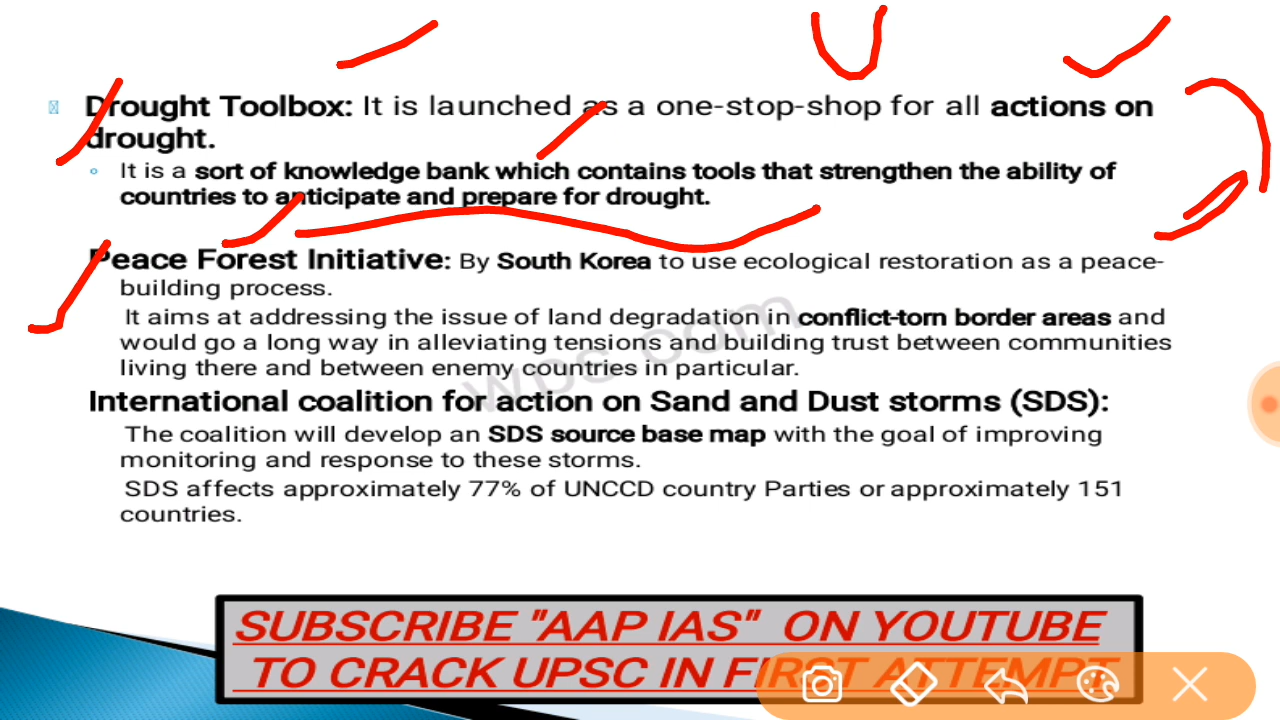 Drought Toolbox: It is launched as a one-stop-shop for all actions on
drought.
It is a sort of knowledge bank which contains tools that strengthen the ability of
countries to anticipate and prepare for drought.
Peace Forest Initiative: By South Korea to use ecological restoration as a peace-
building process.
It aims at addressing the issue of land degradation in conflict-torn border areas and
would go a long way in alleviating tensions and building trust between communities
living there and between enemy countries in particular.
International coalition for action on Sand and Dust storms (SDS):
The coalition will develop an SDS source base map with the goal of improving
monitoring and response to these storms.
SDS affects approximately 77% of UNCCD country Parties or approximately 151
countries.
wps.com
SUBSCRIBE "AAP IAS" ON YOUTUBE
TO CRACK UPSC IN FIRST ATTEMPT